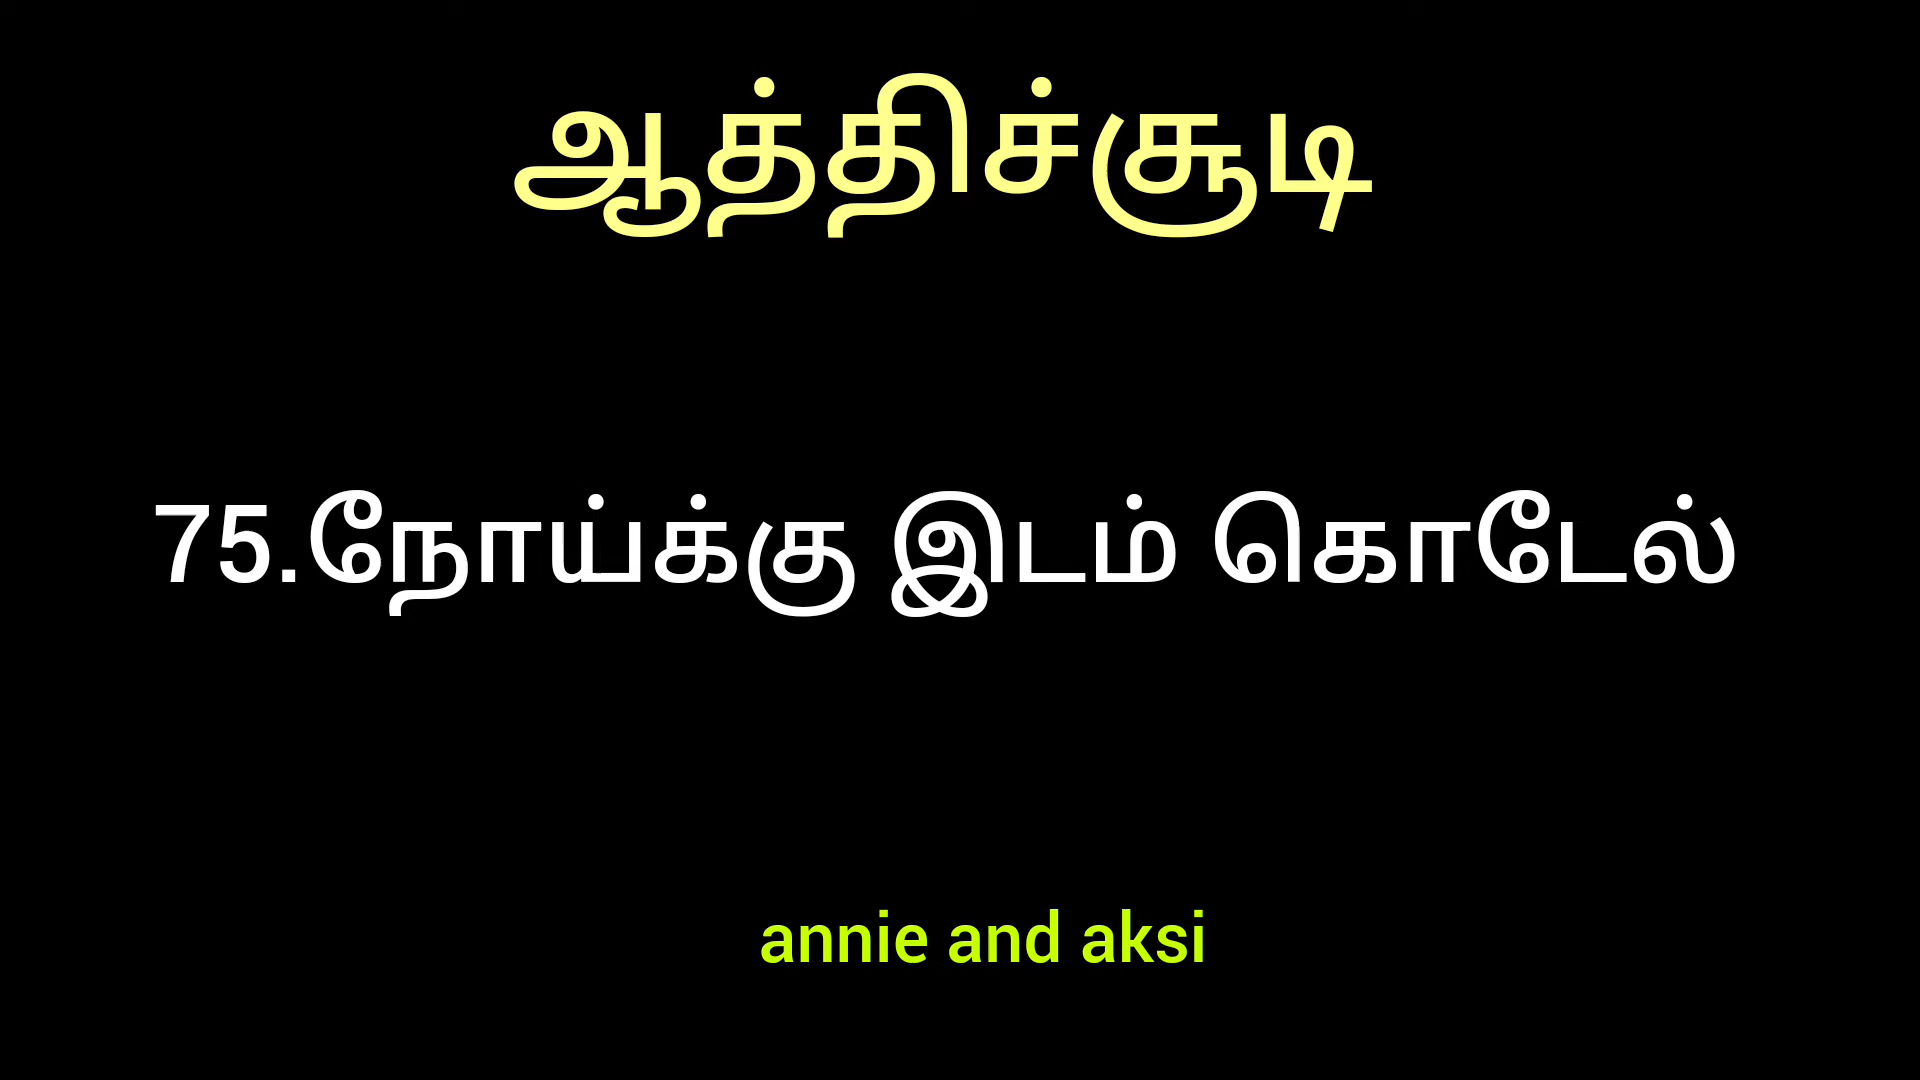 ஆத்திச்சூடி
75.நோய்க்கு இடம் கொடேல்
annie and aksi